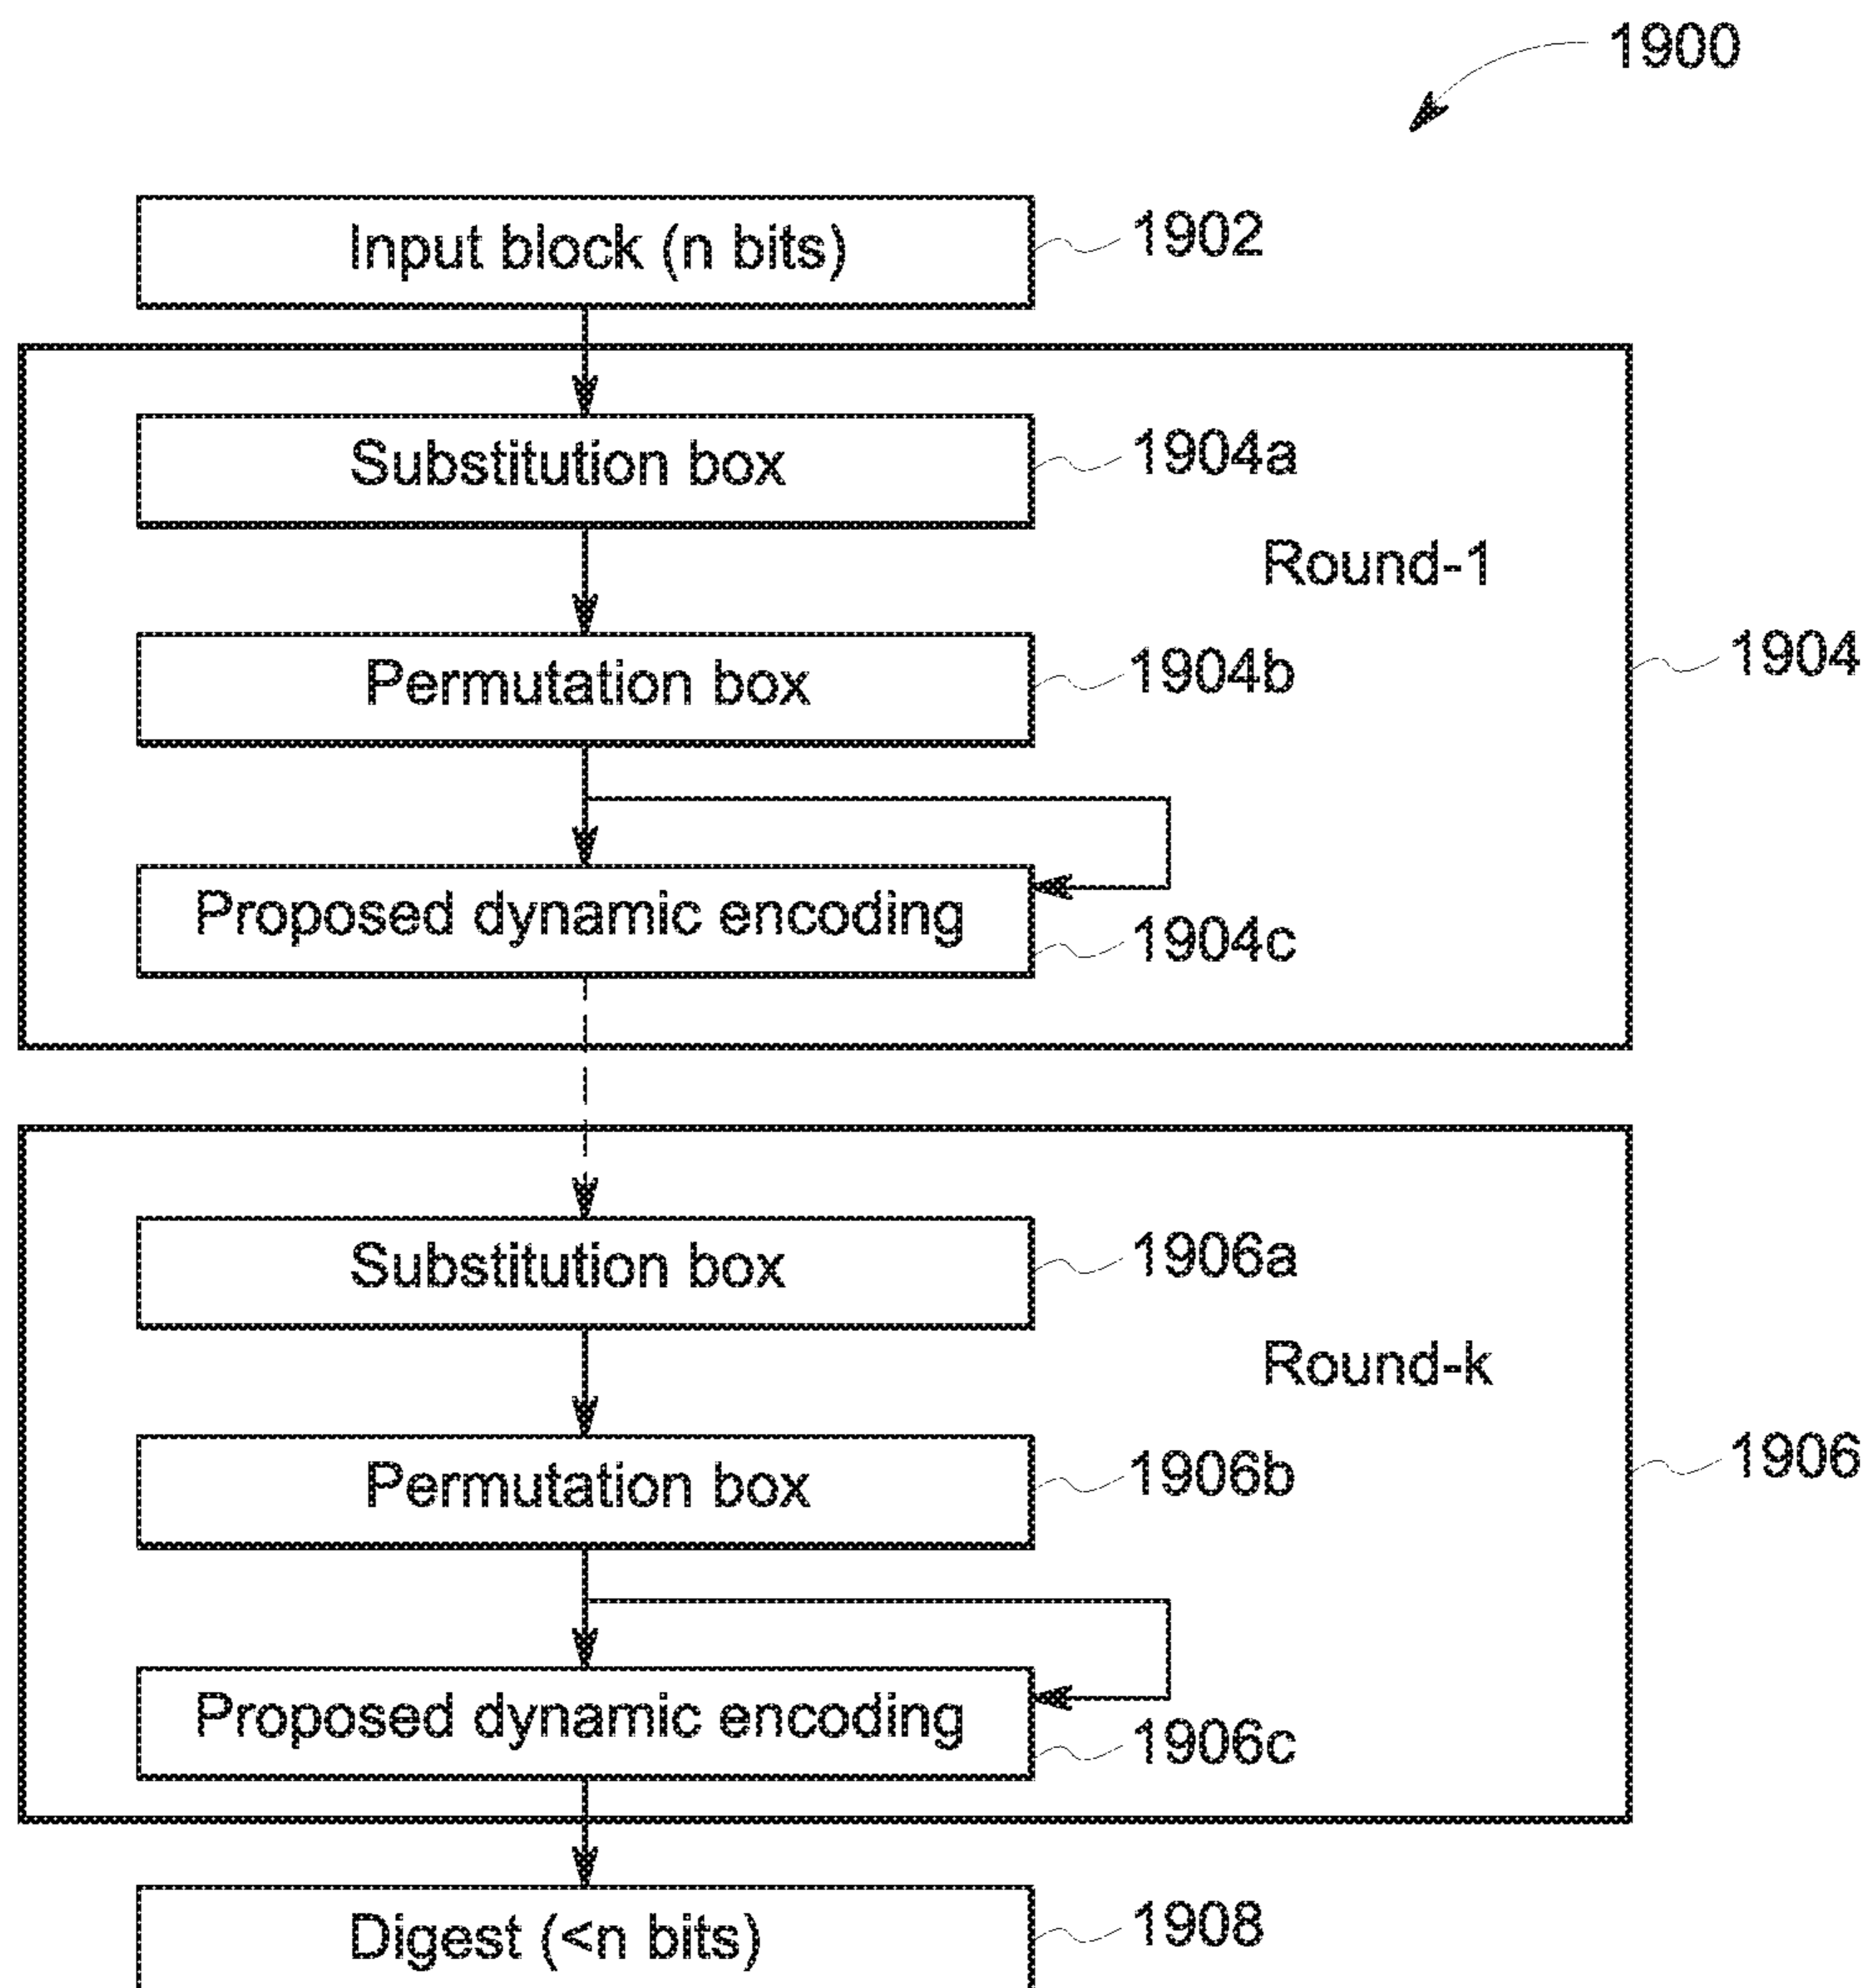 1900
Input block (n bits)
1902
Substitution box
1904a
Round-1
Permutation box
1904b
1904
Proposed dynamic encoding
1904c
Substitution box
1906a
Round-k
Permutation box
1906b
1906
Proposed dynamic encoding
1906c
Digest (<n bits)
1908